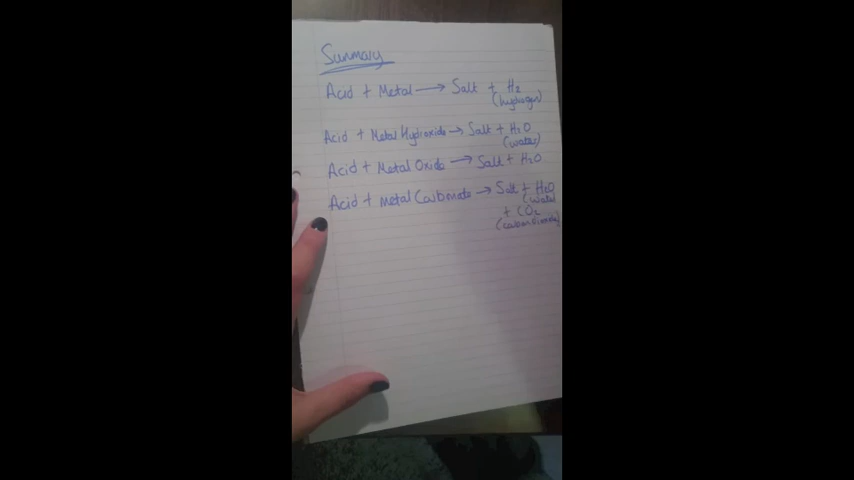 Summary
Acid + Metal → Salt + H₂
(hydrogen)
Acid + Metal Hydroxide → Salt + H₂O
(water)
Acid + Metal Oxide → Salt + H₂O
Acid + Metal Carbonate → Salt + H₂O
(water
+ CO₂
(carbon dioxide)